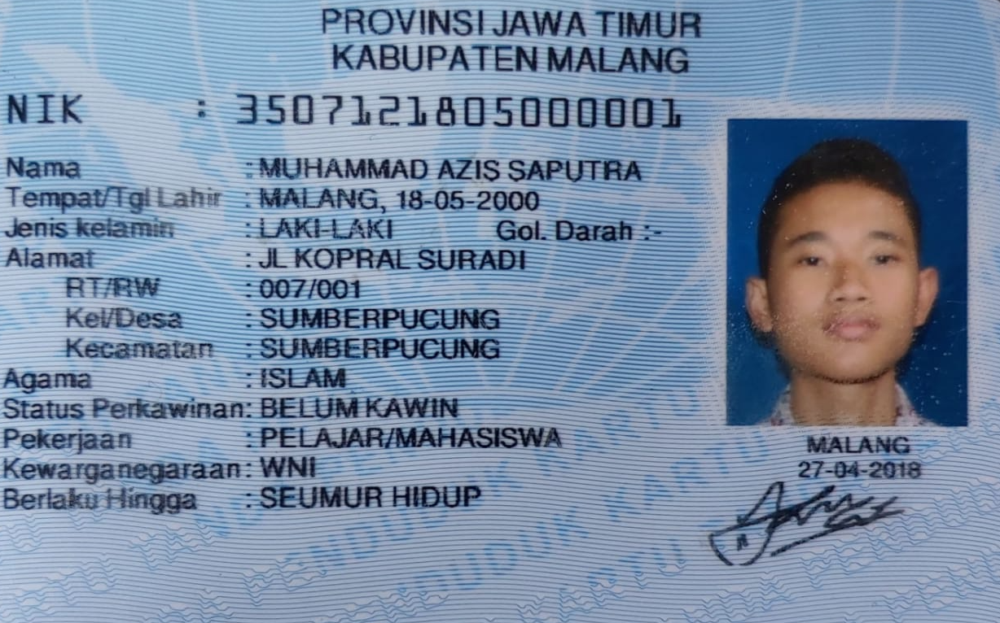 PROVINSI JAWA TIMUR
KABUPATEN MALANG
NIK : 3507121805000001
Nama : MUHAMMAD AZIS SAPUTRA
Tempat/Tgl Lahir : MALANG, 18-05-2000
Jenis kelamin : LAKI-LAKI Gol. Darah :-
Alamat : JL KOPRAL SURADI
RT/RW : 007/001
Kel/Desa : SUMBERPUCUNG
Kecamatan : SUMBERPUCUNG
Agama : ISLAM
Status Perkawinan: BELUM KAWIN
Pekerjaan : PELAJAR/MAHASISWA
Kewarganegaraan: WNI
Berlaku Hingga : SEUMUR HIDUP
MALANG
27-04-2018